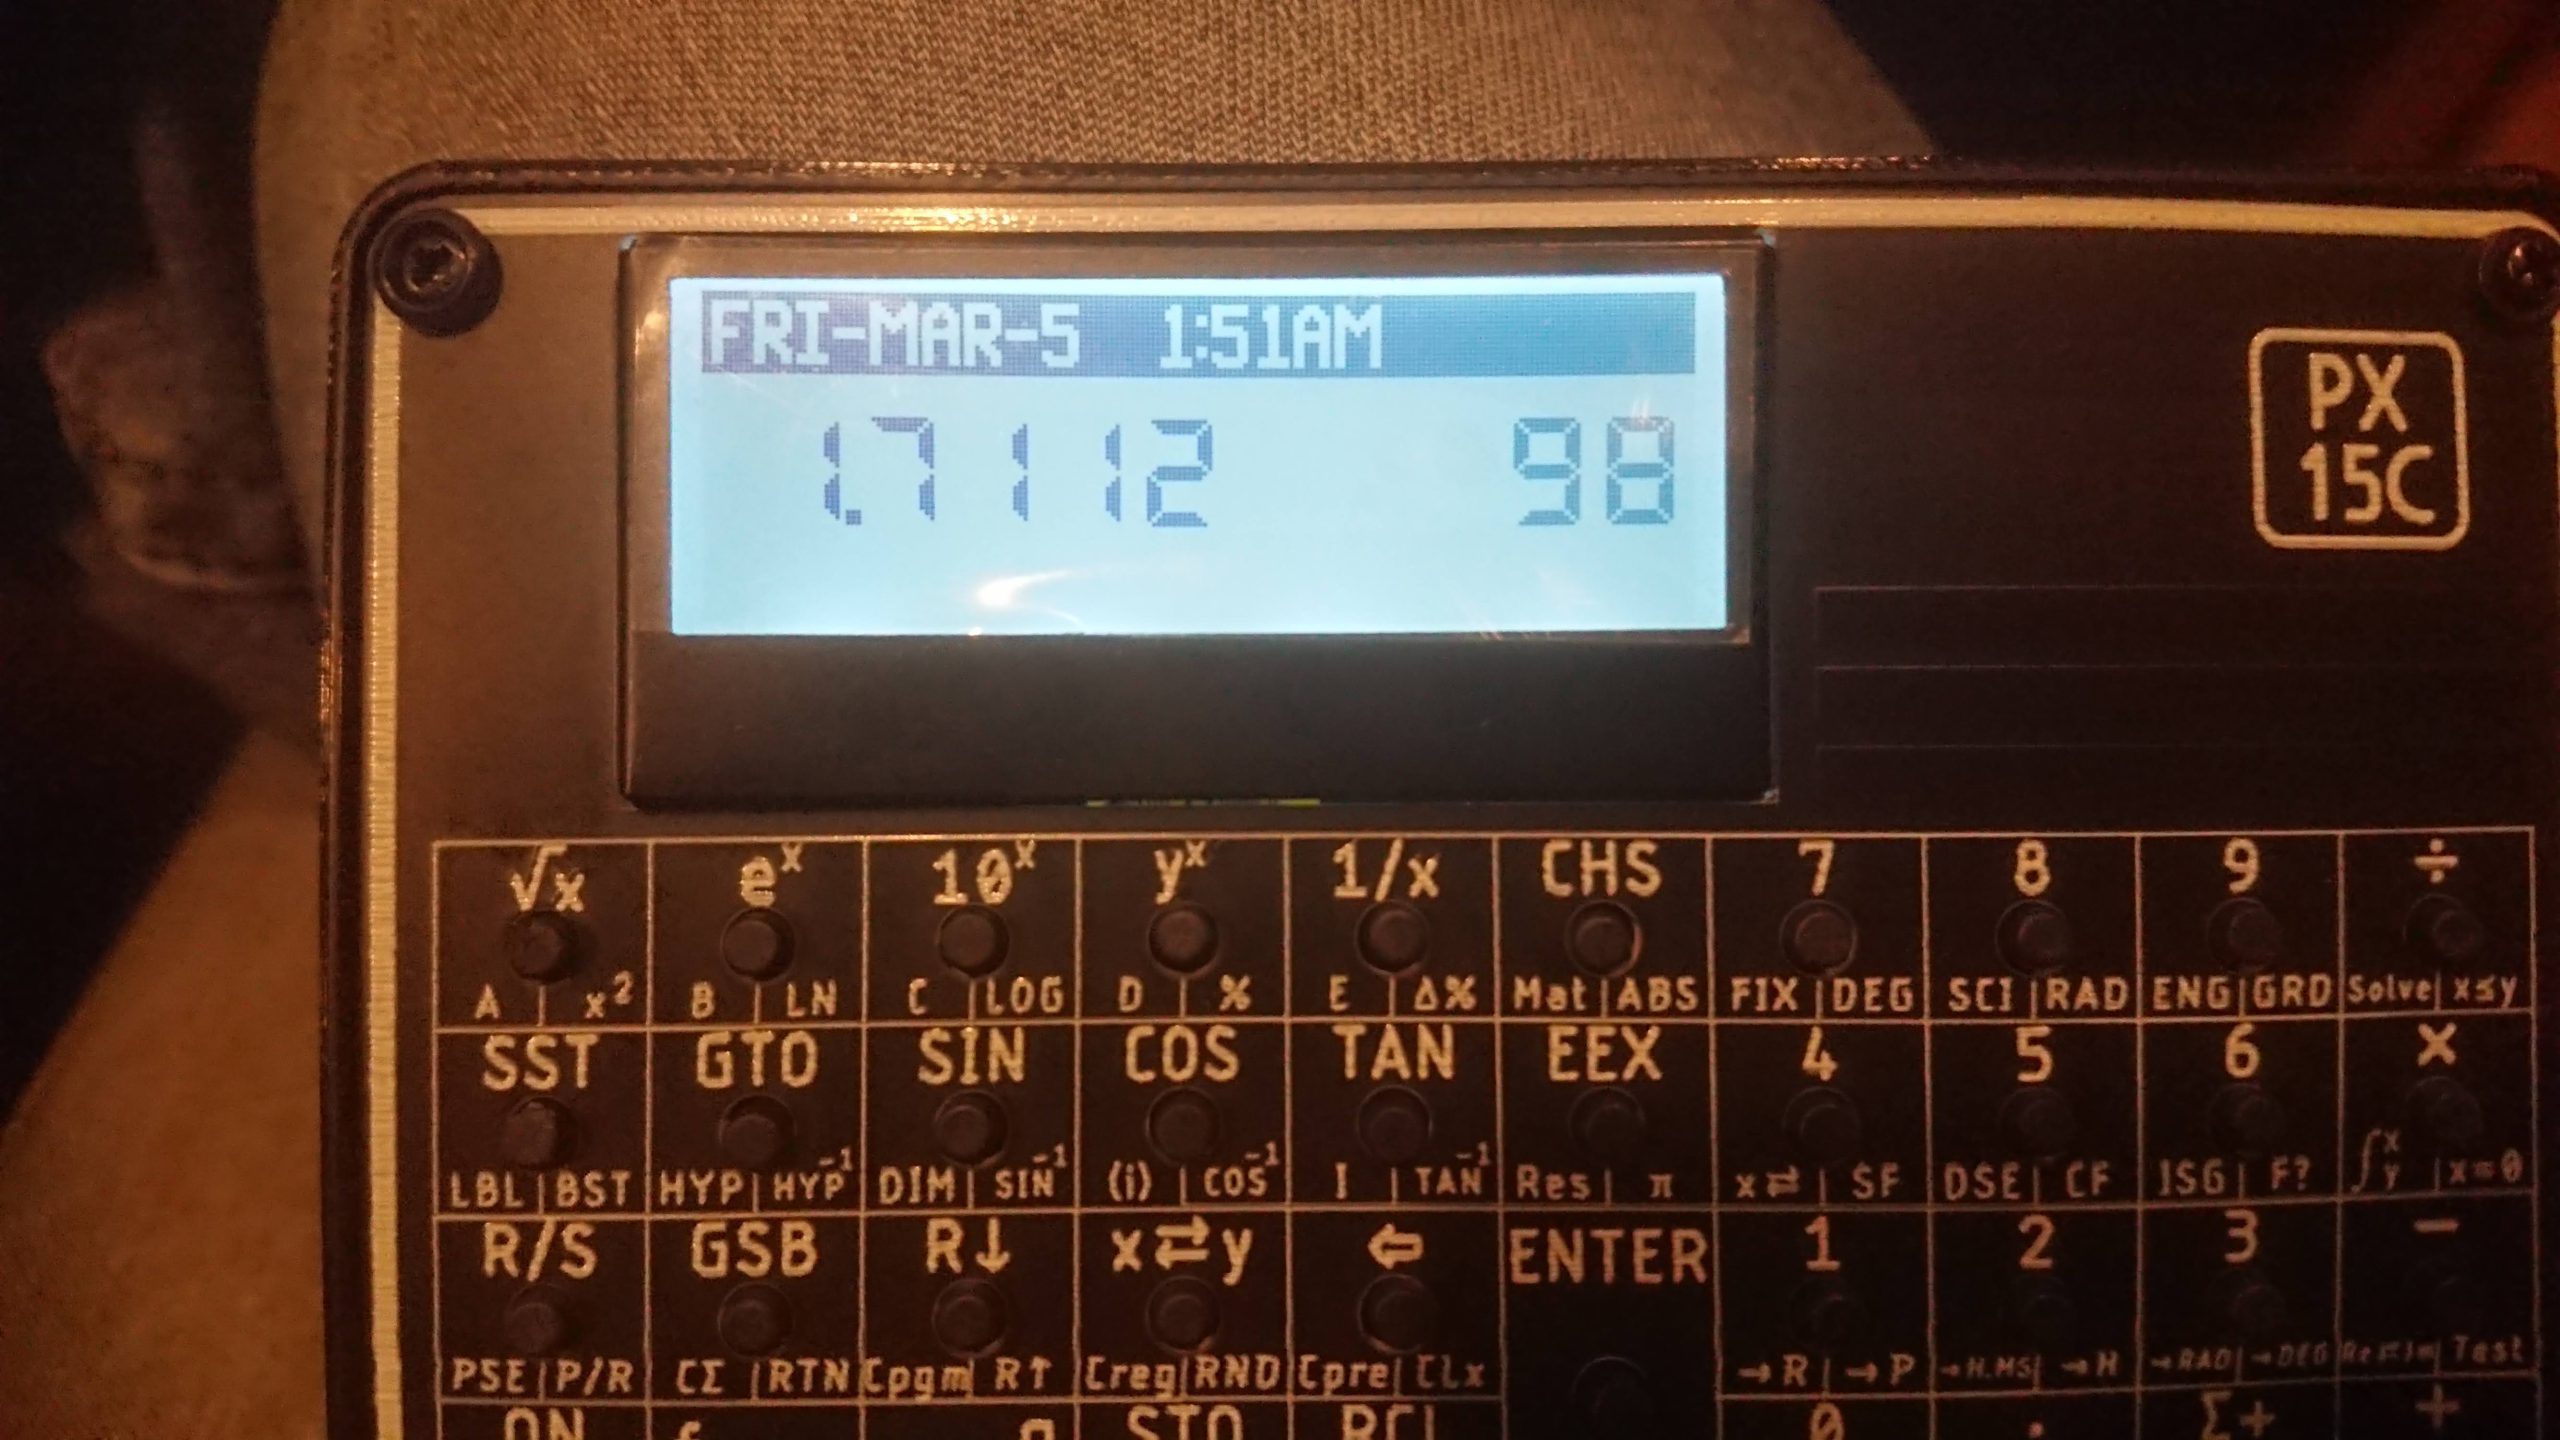 FRI-MAR-5 1:51AM
1.7112 98
PX
15C
√x eˣ 10ˣ yˣ 1/x CHS 7 8 9 ÷
A | x² B | LN C | LOG D | % E | Δ% Mat | ABS FIX | DEG SCI | RAD ENG | GRD Solve | x≤y
SST GTO SIN COS TAN EEX 4 5 6 ×
LBL | BST HYP | HYP⁻¹ DIM | SIN⁻¹ (i) | COS⁻¹ I | TAN⁻¹ Res | π x⇄ | SF DSE | CF ISG | F? ∫ˣy | x=0
R/S GSB R↓ x⇄y ⇦ ENTER 1 2 3 −
PSE | P/R CΣ | RTN Cpgm | R↑ Creg | RND Cpre | CLx →R | →P →H.MS | →H →RAD | →DEG Re⇄Im | Test
ON f g STO RCL 0 . Σ+ +